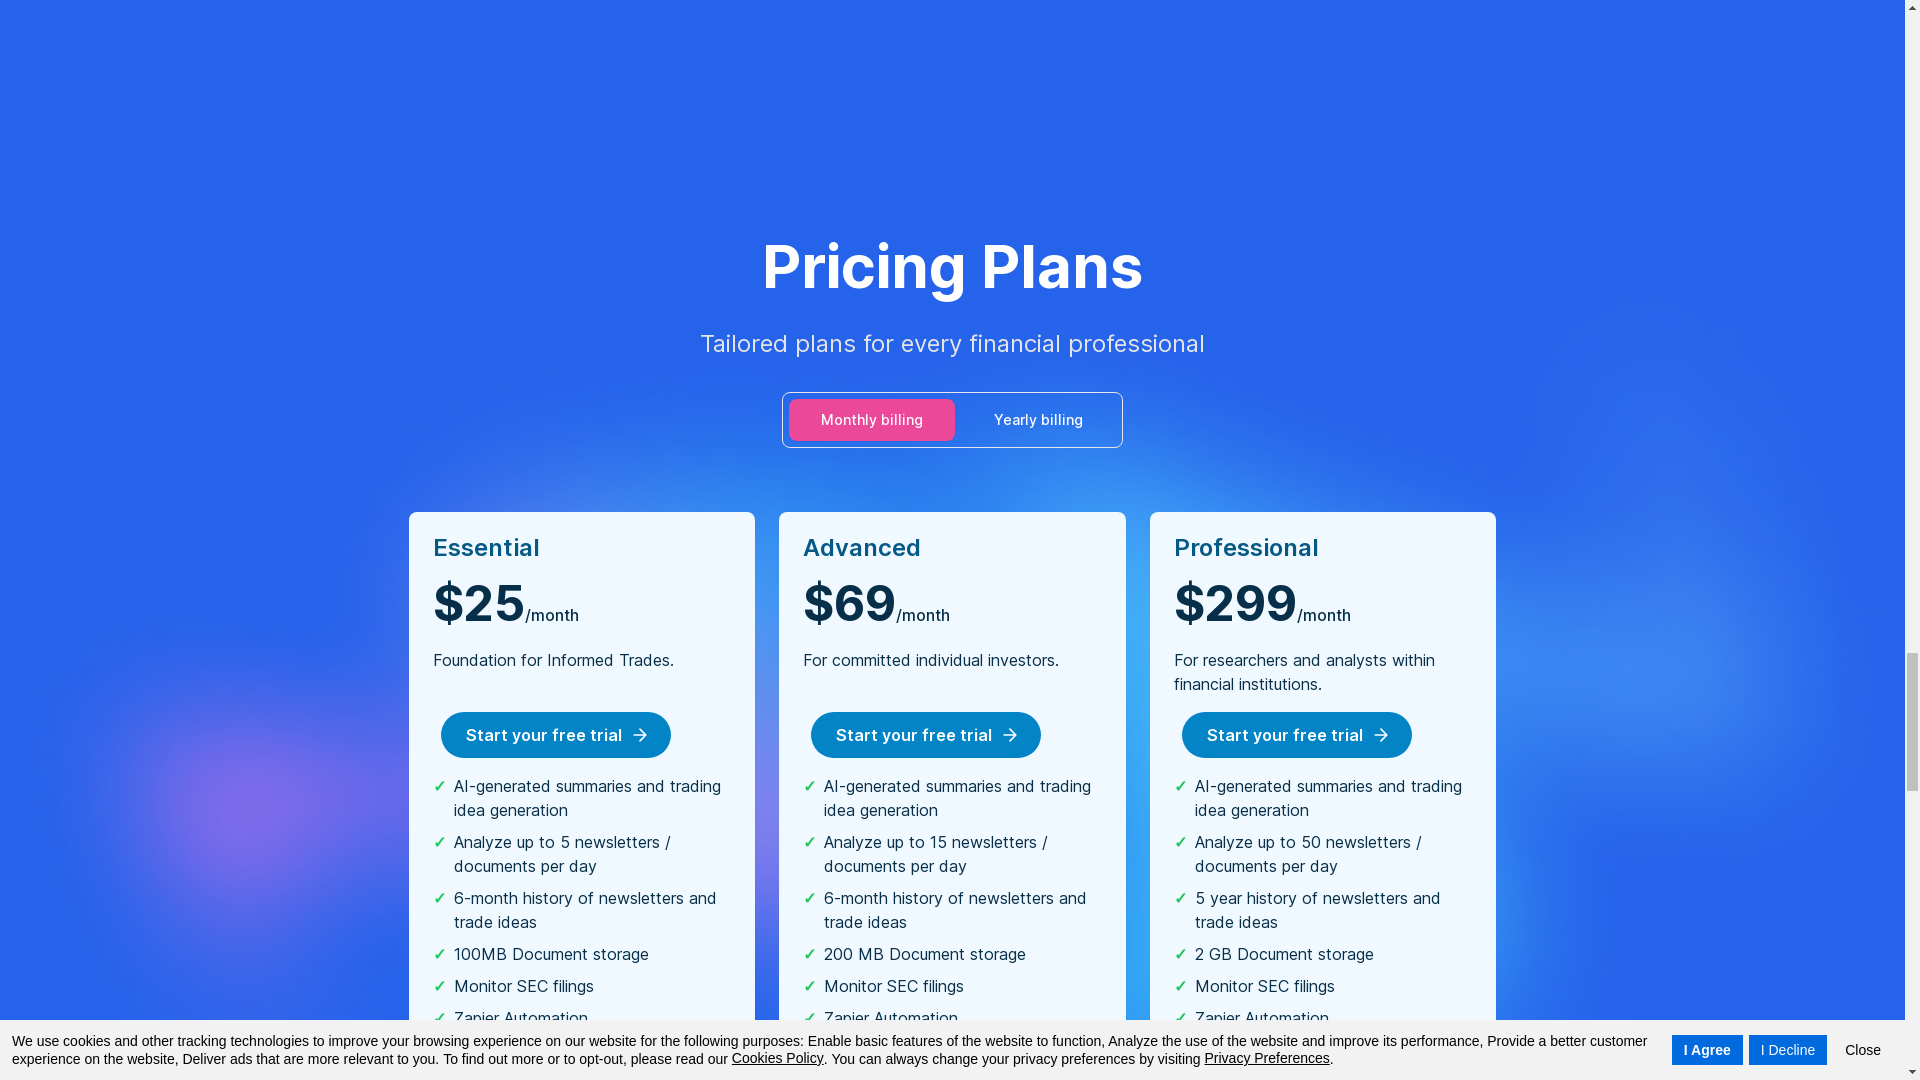 Pricing Plans
Tailored plans for every financial professional
Monthly billing
Yearly billing
Essential
$25/month
Foundation for Informed Trades.
Start your free trial
✓ AI-generated summaries and trading
idea generation
✓ Analyze up to 5 newsletters /
documents per day
✓ 6-month history of newsletters and
trade ideas
✓ 100MB Document storage
✓ Monitor SEC filings
✓ Zapier Automation
Advanced
$69/month
For committed individual investors.
Start your free trial
✓ AI-generated summaries and trading
idea generation
✓ Analyze up to 15 newsletters /
documents per day
✓ 6-month history of newsletters and
trade ideas
✓ 200 MB Document storage
✓ Monitor SEC filings
✓ Zapier Automation
Professional
$299/month
For researchers and analysts within
financial institutions.
Start your free trial
✓ AI-generated summaries and trading
idea generation
✓ Analyze up to 50 newsletters /
documents per day
✓ 5 year history of newsletters and
trade ideas
✓ 2 GB Document storage
✓ Monitor SEC filings
✓ Zapier Automation
We use cookies and other tracking technologies to improve your browsing experience on our website for the following purposes: Enable basic features of the website to function, Analyze the use of the website and improve its performance, Provide a better customer
experience on the website, Deliver ads that are more relevant to you. To find out more or to opt-out, please read our Cookies Policy. You can always change your privacy preferences by visiting Privacy Preferences.
I Agree
I Decline
Close